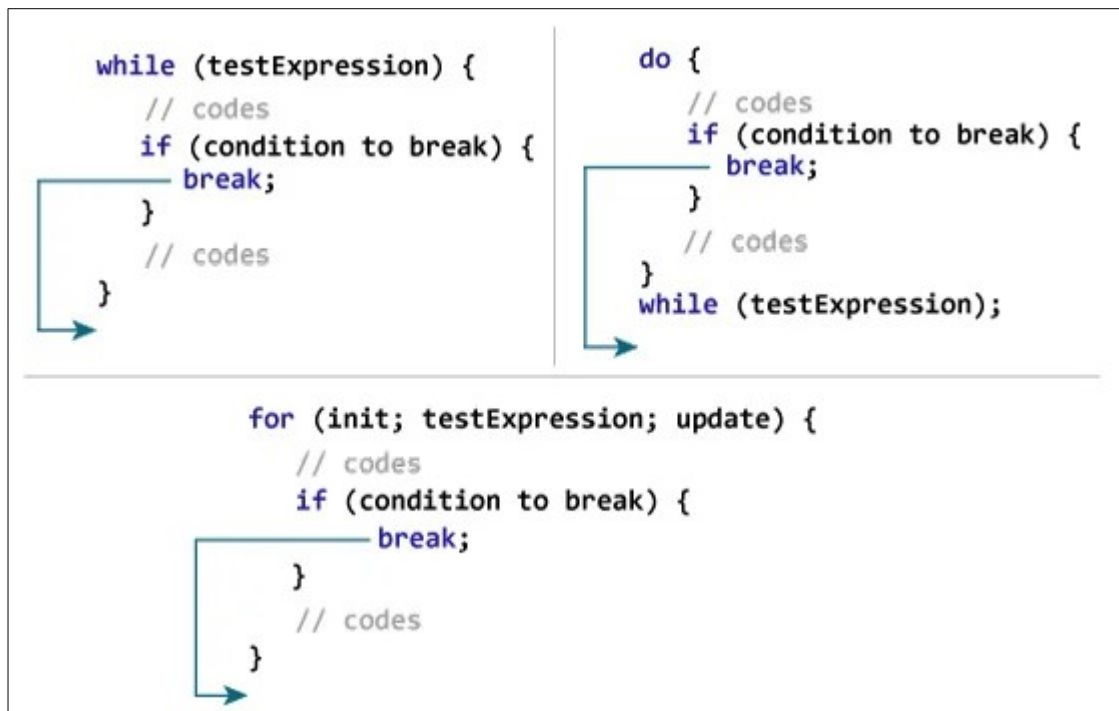 while (testExpression) {
// codes
if (condition to break) {
break;
}
// codes
}
do {
// codes
if (condition to break) {
break;
}
// codes
}
while (testExpression);
for (init; testExpression; update) {
// codes
if (condition to break) {
break;
}
// codes
}